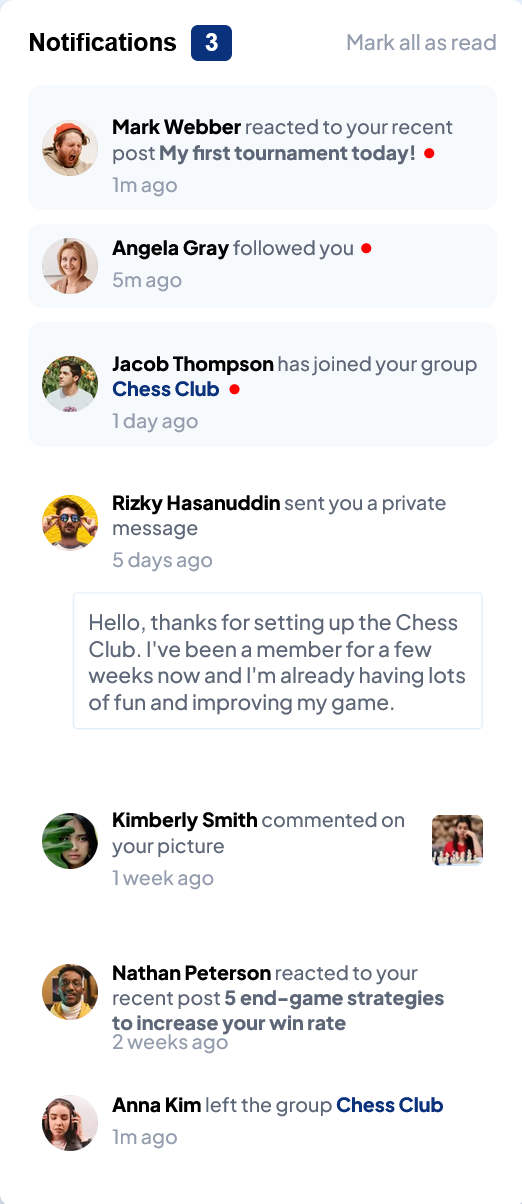 Notifications 3 Mark all as read
Mark Webber reacted to your recent
post My first tournament today!
1m ago
Angela Gray followed you
5m ago
Jacob Thompson has joined your group
Chess Club
1 day ago
Rizky Hasanuddin sent you a private
message
5 days ago
Hello, thanks for setting up the Chess
Club. I've been a member for a few
weeks now and I'm already having lots
of fun and improving my game.
Kimberly Smith commented on
your picture
1 week ago
Nathan Peterson reacted to your
recent post 5 end-game strategies
to increase your win rate
2 weeks ago
Anna Kim left the group Chess Club
1m ago